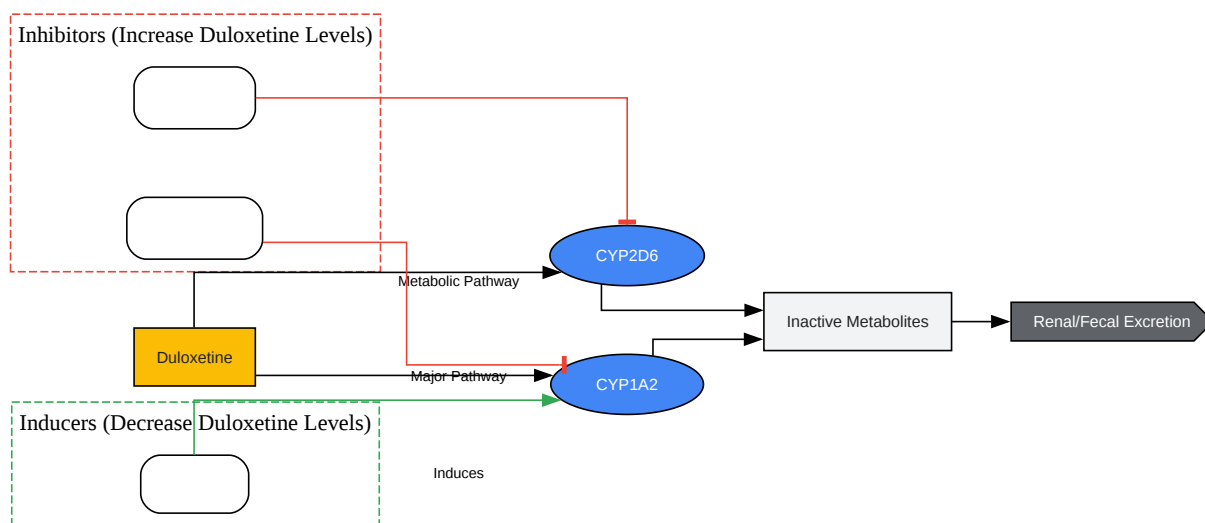 Inhibitors (Increase Duloxetine Levels)
CYP2D6
Metabolic Pathway
Inactive Metabolites
Renal/Fecal Excretion
Duloxetine
Major Pathway
CYP1A2
Inducers (Decrease Duloxetine Levels)
Induces